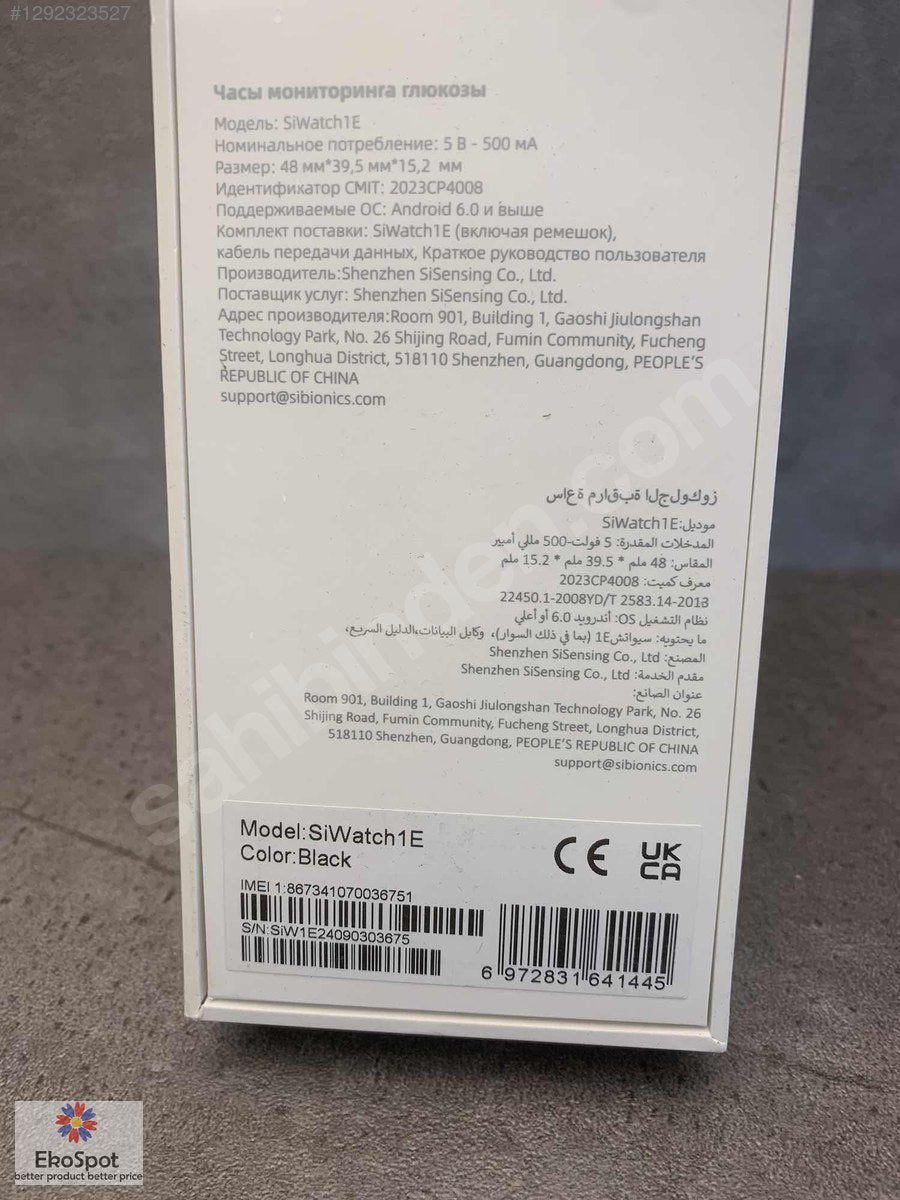 #1292323527
Часы мониторинга глюкозы
Модель: SiWatch1E
Номинальное потребление: 5 В - 500 мА
Размер: 48 мм*39,5 мм*15,2 мм
Идентификатор CMIT: 2023CP4008
Поддерживаемые ОС: Android 6.0 и выше
Комплект поставки: SiWatch1E (включая ремешок),
кабель передачи данных, Краткое руководство пользователя
Производитель:Shenzhen SiSensing Co., Ltd.
Поставщик услуг: Shenzhen SiSensing Co., Ltd.
Адрес производителя:Room 901, Building 1, Gaoshi Jiulongshan
Technology Park, No. 26 Shijing Road, Fumin Community, Fucheng
Street, Longhua District, 518110 Shenzhen, Guangdong, PEOPLE'S
REPUBLIC OF CHINA
support@sibionics.com
زوكولجلا ةبقارم ةعاس
موديل:SiWatch1E
المدخلات المقدرة: 5 فولت-500 مللي أمبير
المقاس: 48 ملم * 39.5 ملم * 15.2 ملم
معرف كميت: 2023CP4008
22450.1-2008YD/T 2583.14-2013
نظام التشغيل OS: أندرويد 6.0 أو أعلي
ما يحتويه: سيواتش1E (بما في ذلك السوار)، وكابل البيانات،الدليل السريع،
المصنع: Shenzhen SiSensing Co., Ltd
مقدم الخدمة: Shenzhen SiSensing Co., Ltd
عنوان الصانع:
Room 901, Building 1, Gaoshi Jiulongshan Technology Park, No. 26
Shijing Road, Fumin Community, Fucheng Street, Longhua District,
518110 Shenzhen, Guangdong, PEOPLE'S REPUBLIC OF CHINA
support@sibionics.com
sahibinden.com
Model:SiWatch1E
Color:Black
CE
UK
CA
IMEI 1:867341070036751
S/N:SiW1E24090303675
6 972831 641445
EkoSpot
better product better price